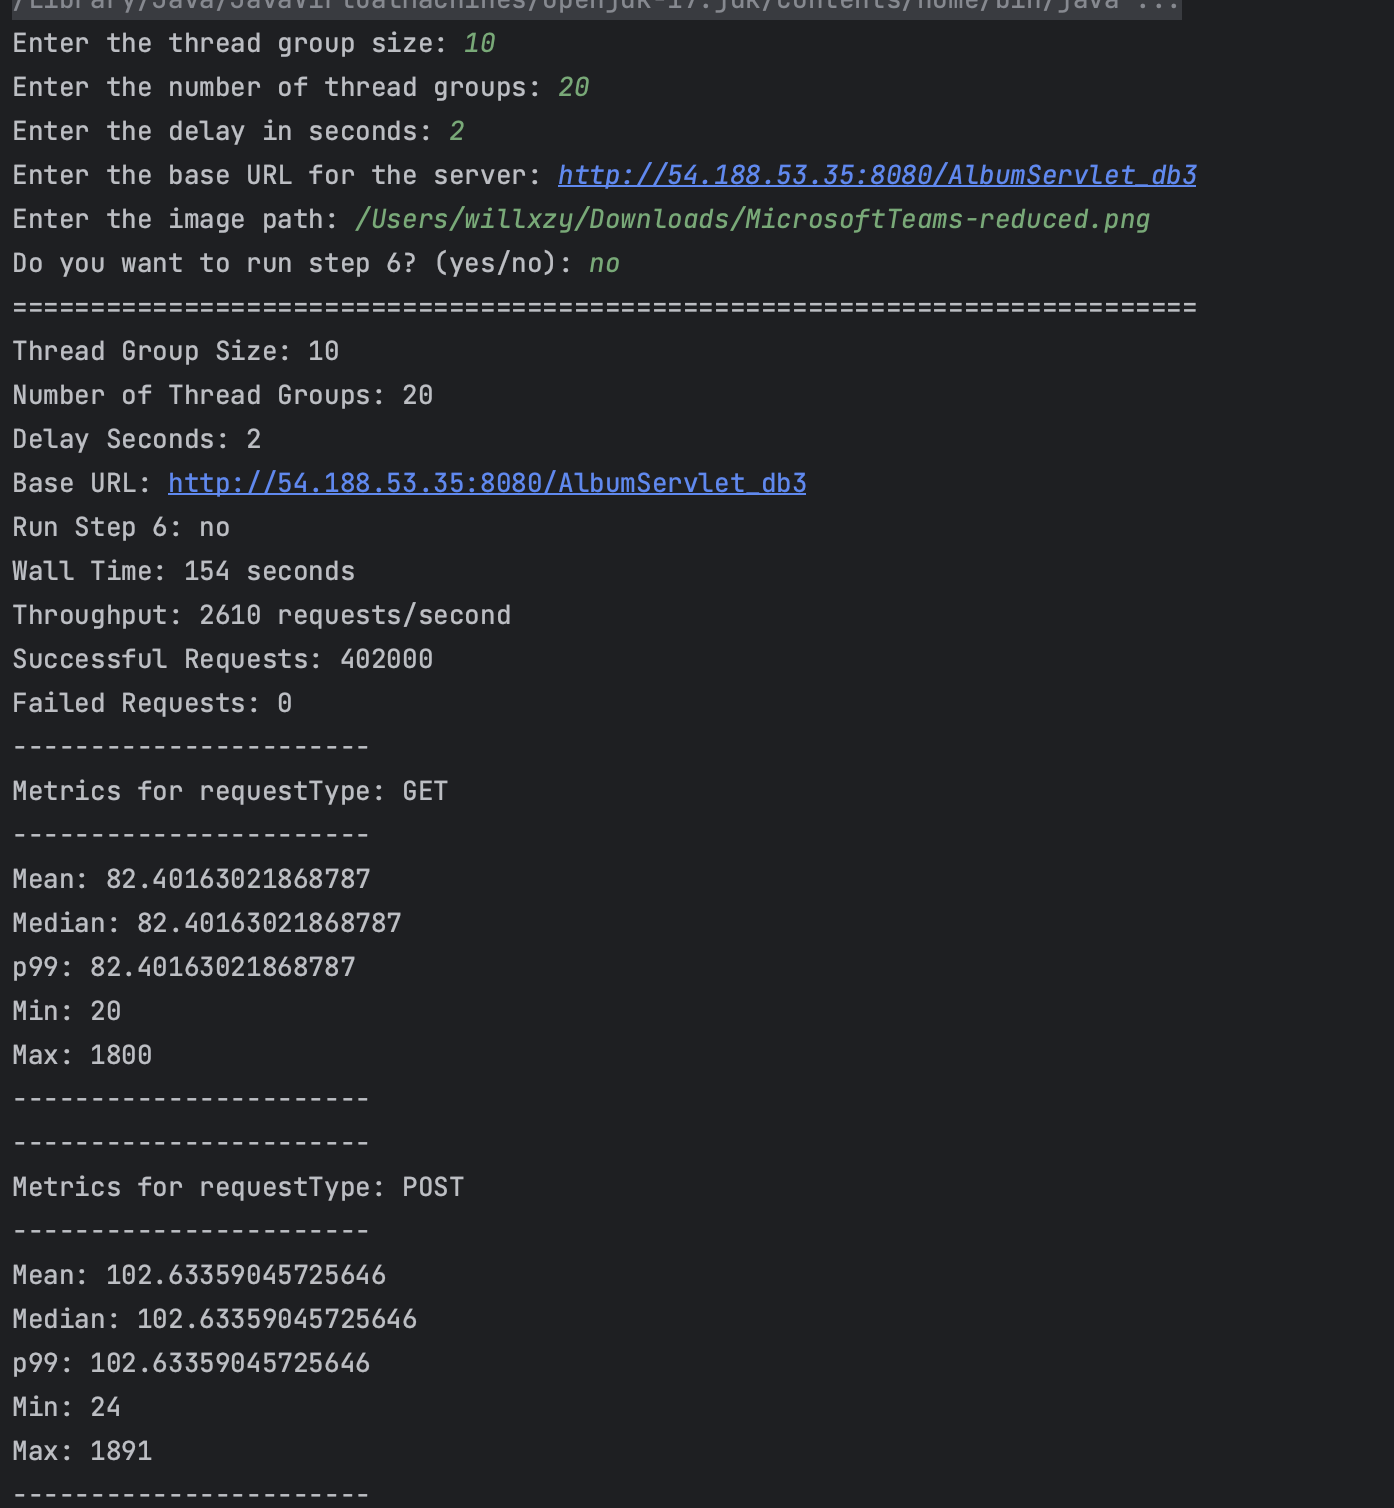 /Library/Java/JavaVirtualMachines/openjdk-17.jdk/Contents/Home/bin/java ...
Enter the thread group size: 10
Enter the number of thread groups: 20
Enter the delay in seconds: 2
Enter the base URL for the server: http://54.188.53.35:8080/AlbumServlet_db3
Enter the image path: /Users/willxzy/Downloads/MicrosoftTeams-reduced.png
Do you want to run step 6? (yes/no): no
============================================================================
Thread Group Size: 10
Number of Thread Groups: 20
Delay Seconds: 2
Base URL: http://54.188.53.35:8080/AlbumServlet_db3
Run Step 6: no
Wall Time: 154 seconds
Throughput: 2610 requests/second
Successful Requests: 402000
Failed Requests: 0
-----------------------
Metrics for requestType: GET
-----------------------
Mean: 82.40163021868787
Median: 82.40163021868787
p99: 82.40163021868787
Min: 20
Max: 1800
-----------------------
-----------------------
Metrics for requestType: POST
-----------------------
Mean: 102.63359045725646
Median: 102.63359045725646
p99: 102.63359045725646
Min: 24
Max: 1891
-----------------------